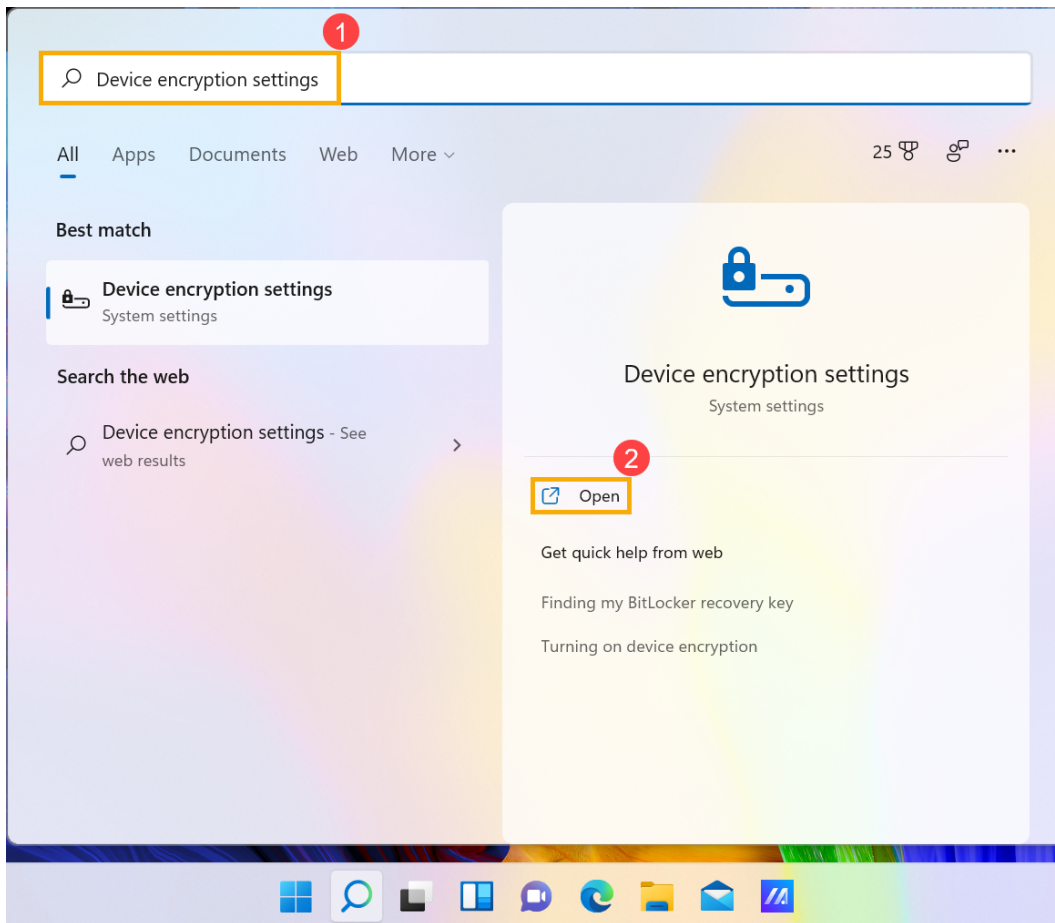 1
Device encryption settings
All Apps Documents Web More
25
Best match
Device encryption settings
System settings
Search the web
Device encryption settings - See
web results
Device encryption settings
System settings
2
Open
Get quick help from web
Finding my BitLocker recovery key
Turning on device encryption